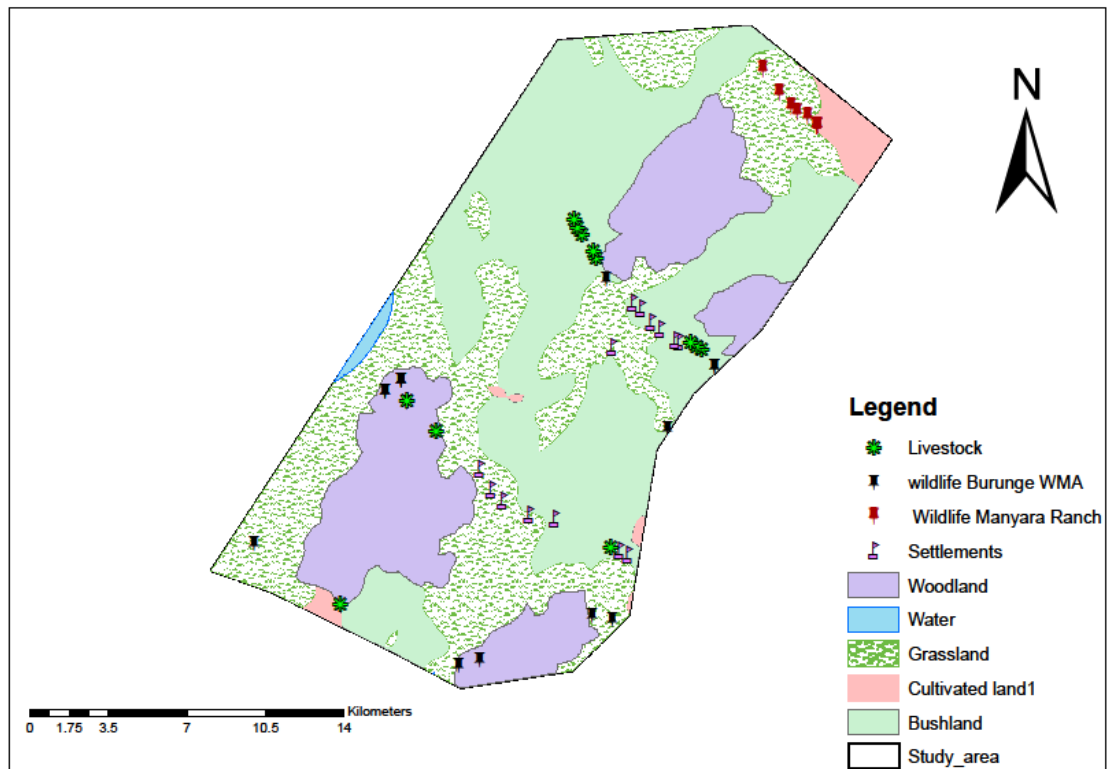 N
Legend
Livestock
wildlife Burunge WMA
Wildlife Manyara Ranch
Settlements
Woodland
Water
Grassland
Cultivated land1
Bushland
Study_area
Kilometers
0 1.75 3.5 7 10.5 14